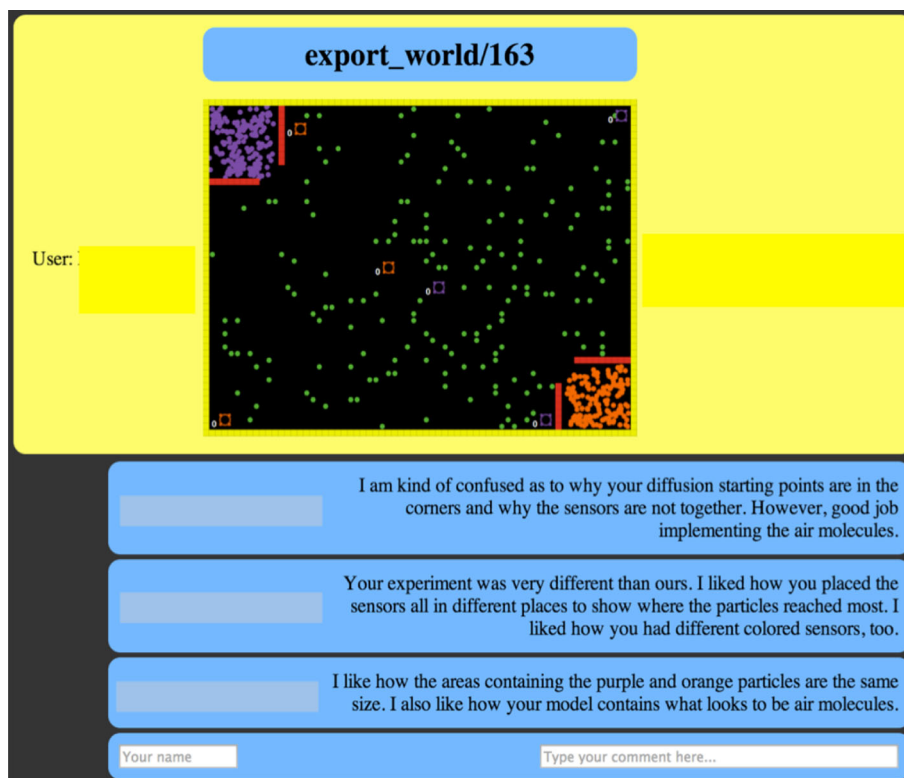 export_world/163
0
0
0
0
0
0
User:
I am kind of confused as to why your diffusion starting points are in the
corners and why the sensors are not together. However, good job
implementing the air molecules.
Your experiment was very different than ours. I liked how you placed the
sensors all in different places to show where the particles reached most. I
liked how you had different colored sensors, too.
I like how the areas containing the purple and orange particles are the same
size. I also like how your model contains what looks to be air molecules.
Your name
Type your comment here...